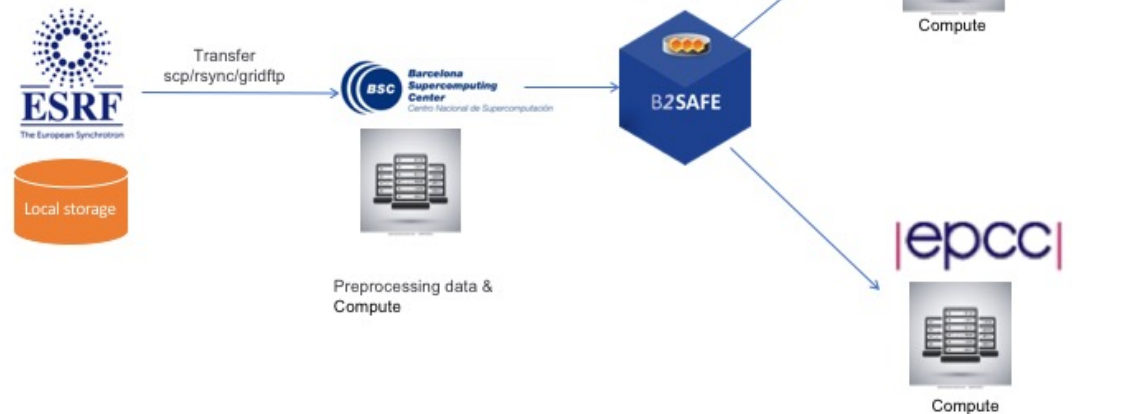 Compute
Transfer
scp/rsync/gridftp
ESRF
The European Synchrotron
BSC
Barcelona
Supercomputing
Center
Centro Nacional de Supercomputación
B2SAFE
Local storage
|epcc|
Preprocessing data &
Compute
Compute